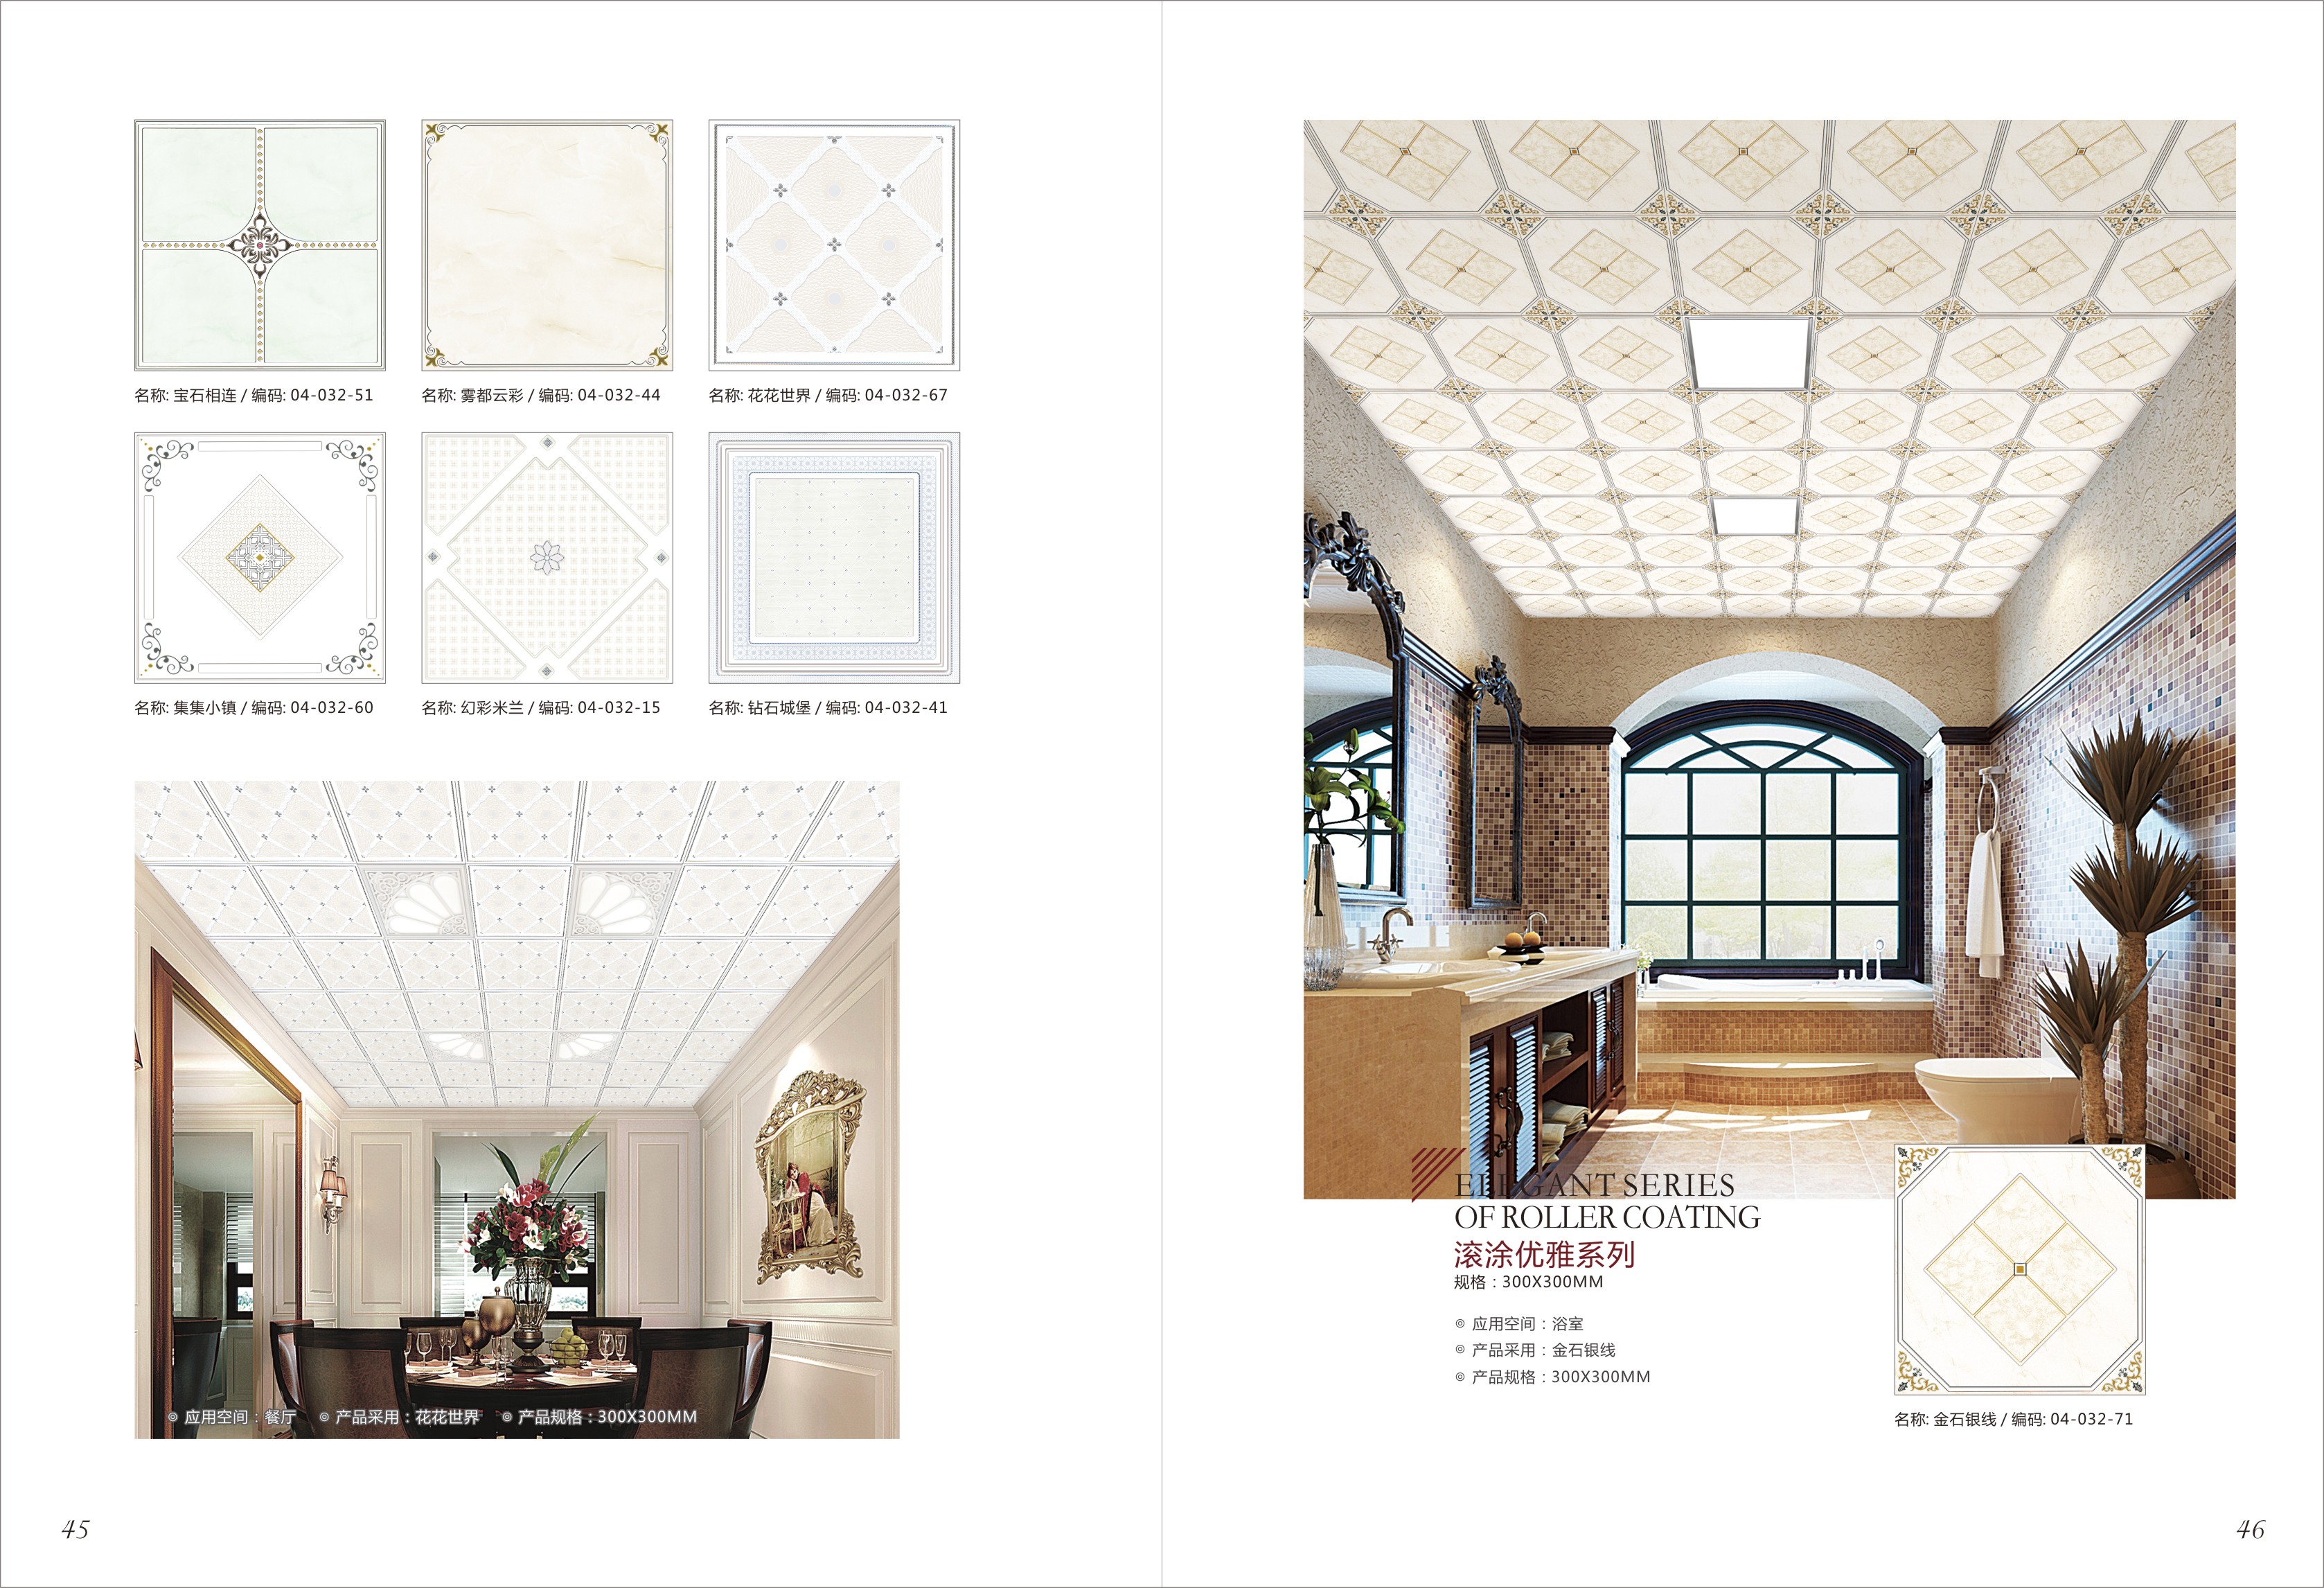 名称: 宝石相连 / 编码: 04-032-51
名称: 雾都云彩 / 编码: 04-032-44
名称: 花花世界 / 编码: 04-032-67
名称: 集集小镇 / 编码: 04-032-60
名称: 幻彩米兰 / 编码: 04-032-15
名称: 钻石城堡 / 编码: 04-032-41
◎ 应用空间：餐厅 ◎ 产品采用：花花世界 ◎ 产品规格：300X300MM
45
ELEGANT SERIES
OF ROLLER COATING
滚涂优雅系列
规格：300X300MM
◎ 应用空间：浴室
◎ 产品采用：金石银线
◎ 产品规格：300X300MM
名称: 金石银线 / 编码: 04-032-71
46